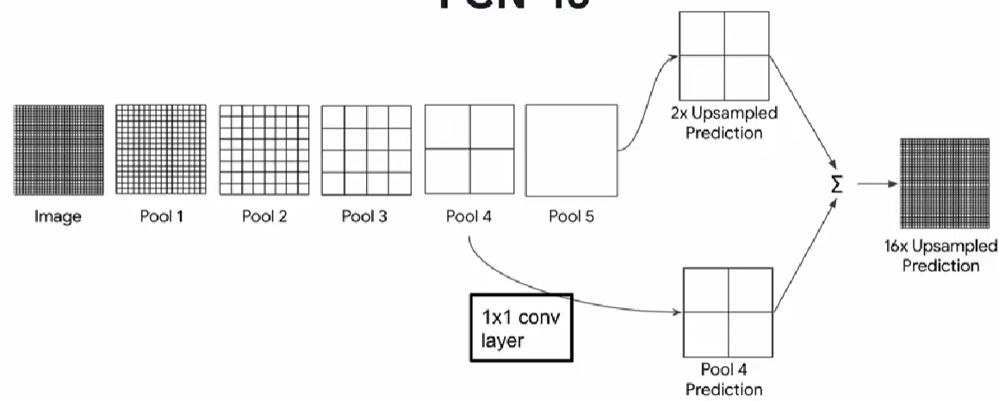 Image
Pool 1
Pool 2
Pool 3
Pool 4
Pool 5
2x Upsampled
Prediction
Σ
16x Upsampled
Prediction
1x1 conv
layer
Pool 4
Prediction